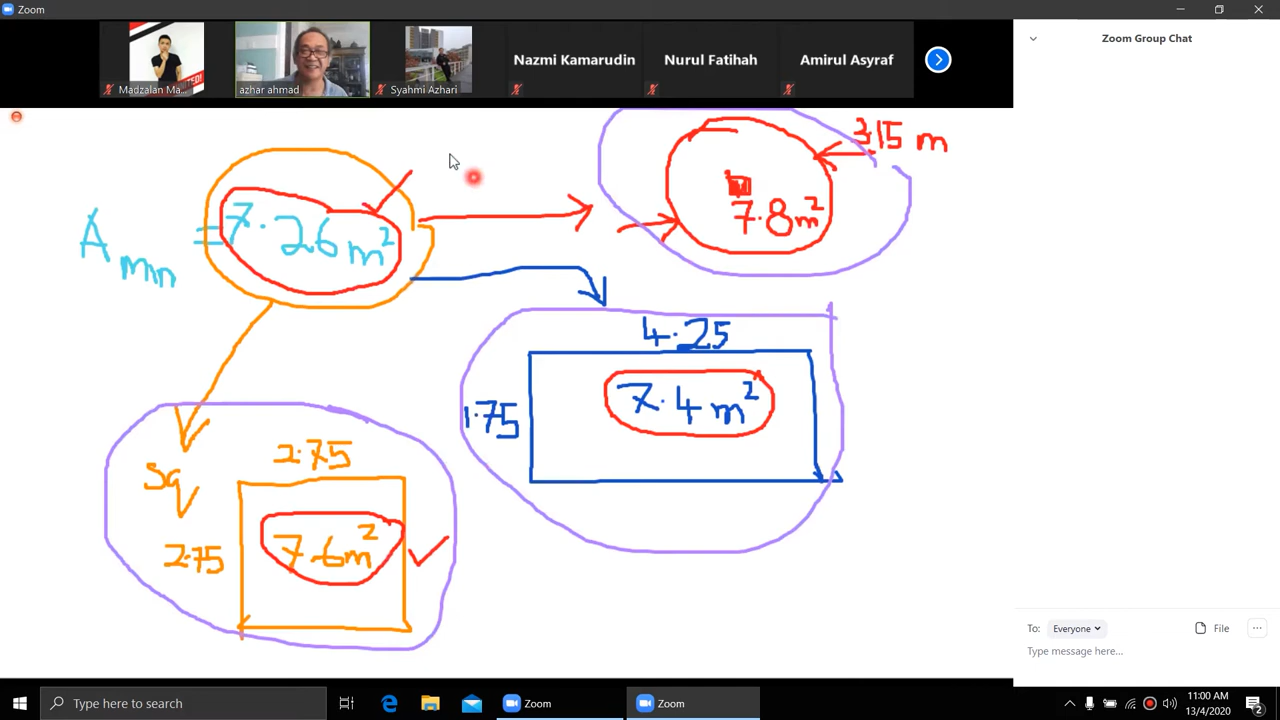 Zoom
Madzalan Ma...
azhar ahmad
Syahmi Azhari
Nazmi Kamarudin
Nurul Fatihah
Amirul Asyraf
Zoom Group Chat
3.15 m
7.8 m²
A min = 7.26 m²
4.25
1.75
7.4 m²
Sq
2.75
2.75
7.6 m²
To: Everyone
File
Type message here...
Type here to search
Zoom
Zoom
11:00 AM
13/4/2020
2